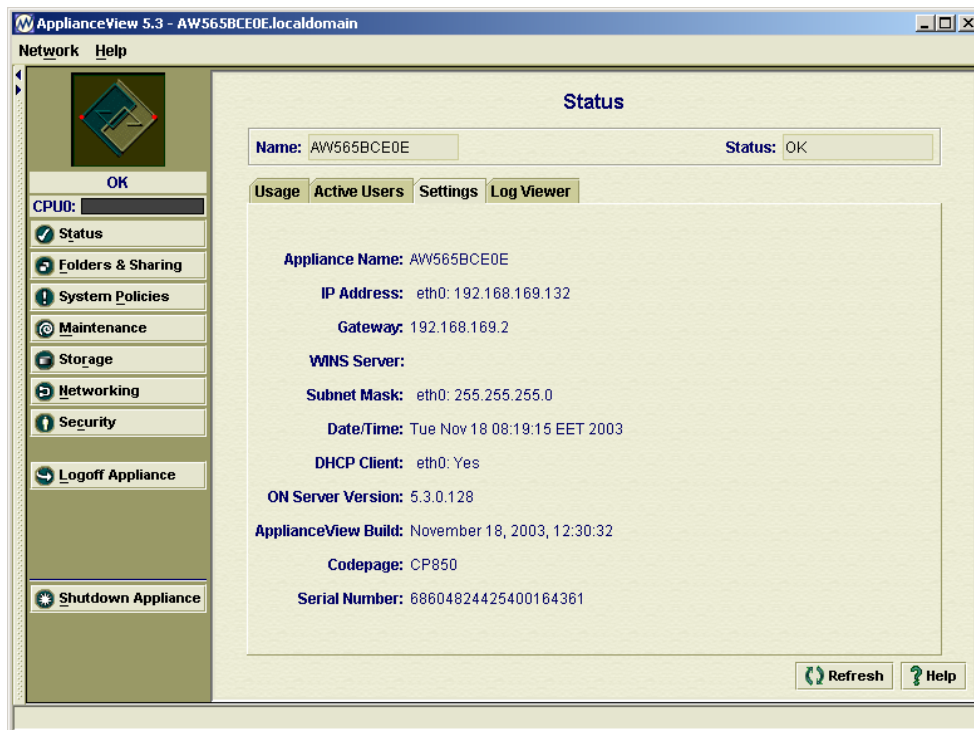 ApplianceView 5.3 - AW565BCE0E.localdomain
Network Help
OK
CPU0:
Status
Folders & Sharing
System Policies
Maintenance
Storage
Networking
Security
Logoff Appliance
Shutdown Appliance
Status
Name: AW565BCE0E Status: OK
Usage Active Users Settings Log Viewer
Appliance Name: AW565BCE0E
IP Address: eth0: 192.168.169.132
Gateway: 192.168.169.2
WINS Server:
Subnet Mask: eth0: 255.255.255.0
Date/Time: Tue Nov 18 08:19:15 EET 2003
DHCP Client: eth0: Yes
ON Server Version: 5.3.0.128
ApplianceView Build: November 18, 2003, 12:30:32
Codepage: CP850
Serial Number: 68604824425400164361
Refresh Help